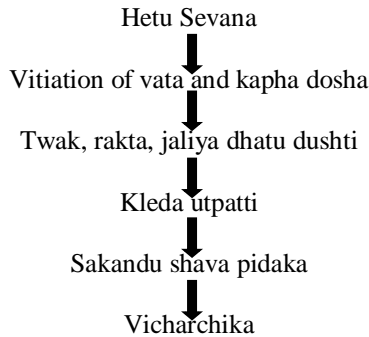 Hetu Sevana
Vitiation of vata and kapha dosha
Twak, rakta, jaliya dhatu dushti
Kleda utpatti
Sakandu shava pidaka
Vicharchika